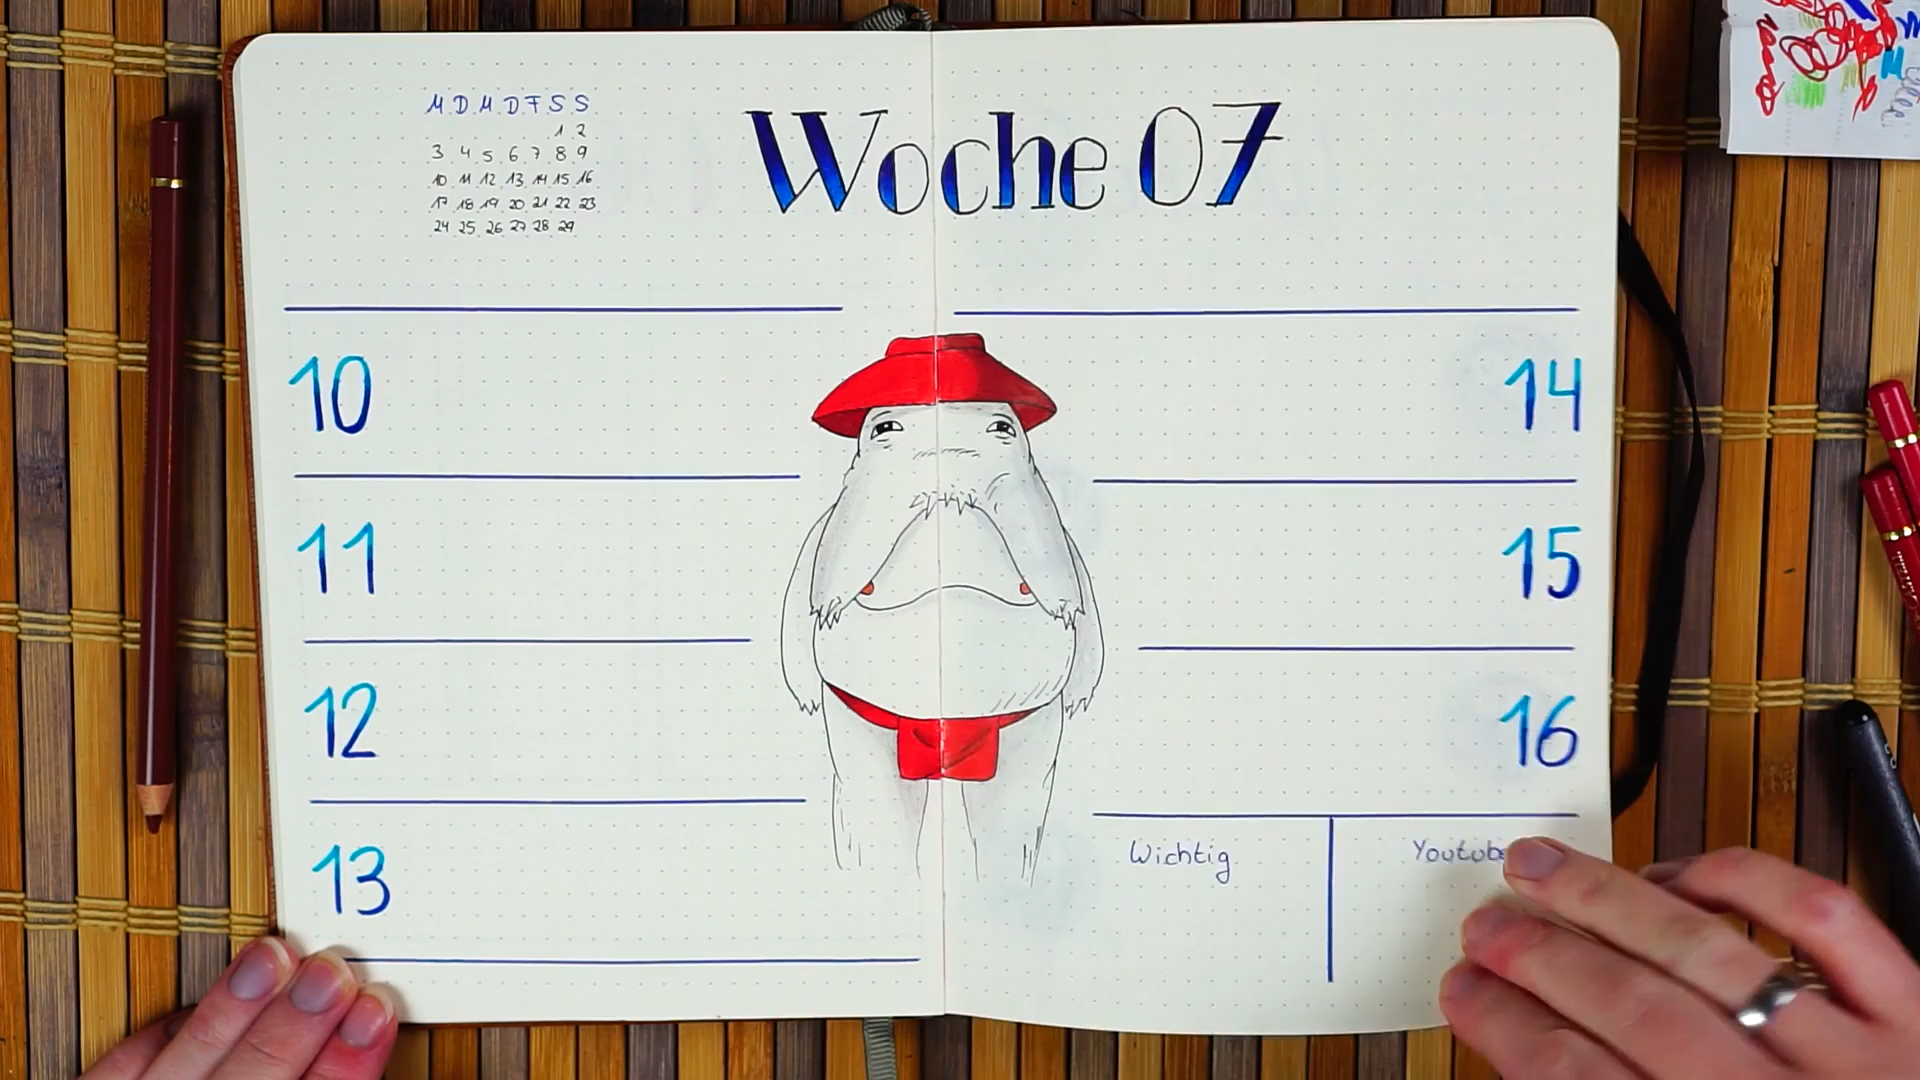 M D M D F S S
1 2
3 4 5 6 7 8 9
10 11 12 13 14 15 16
17 18 19 20 21 22 23
24 25 26 27 28 29
Woche 07
10
11
12
13
14
15
16
Wichtig
Youtube